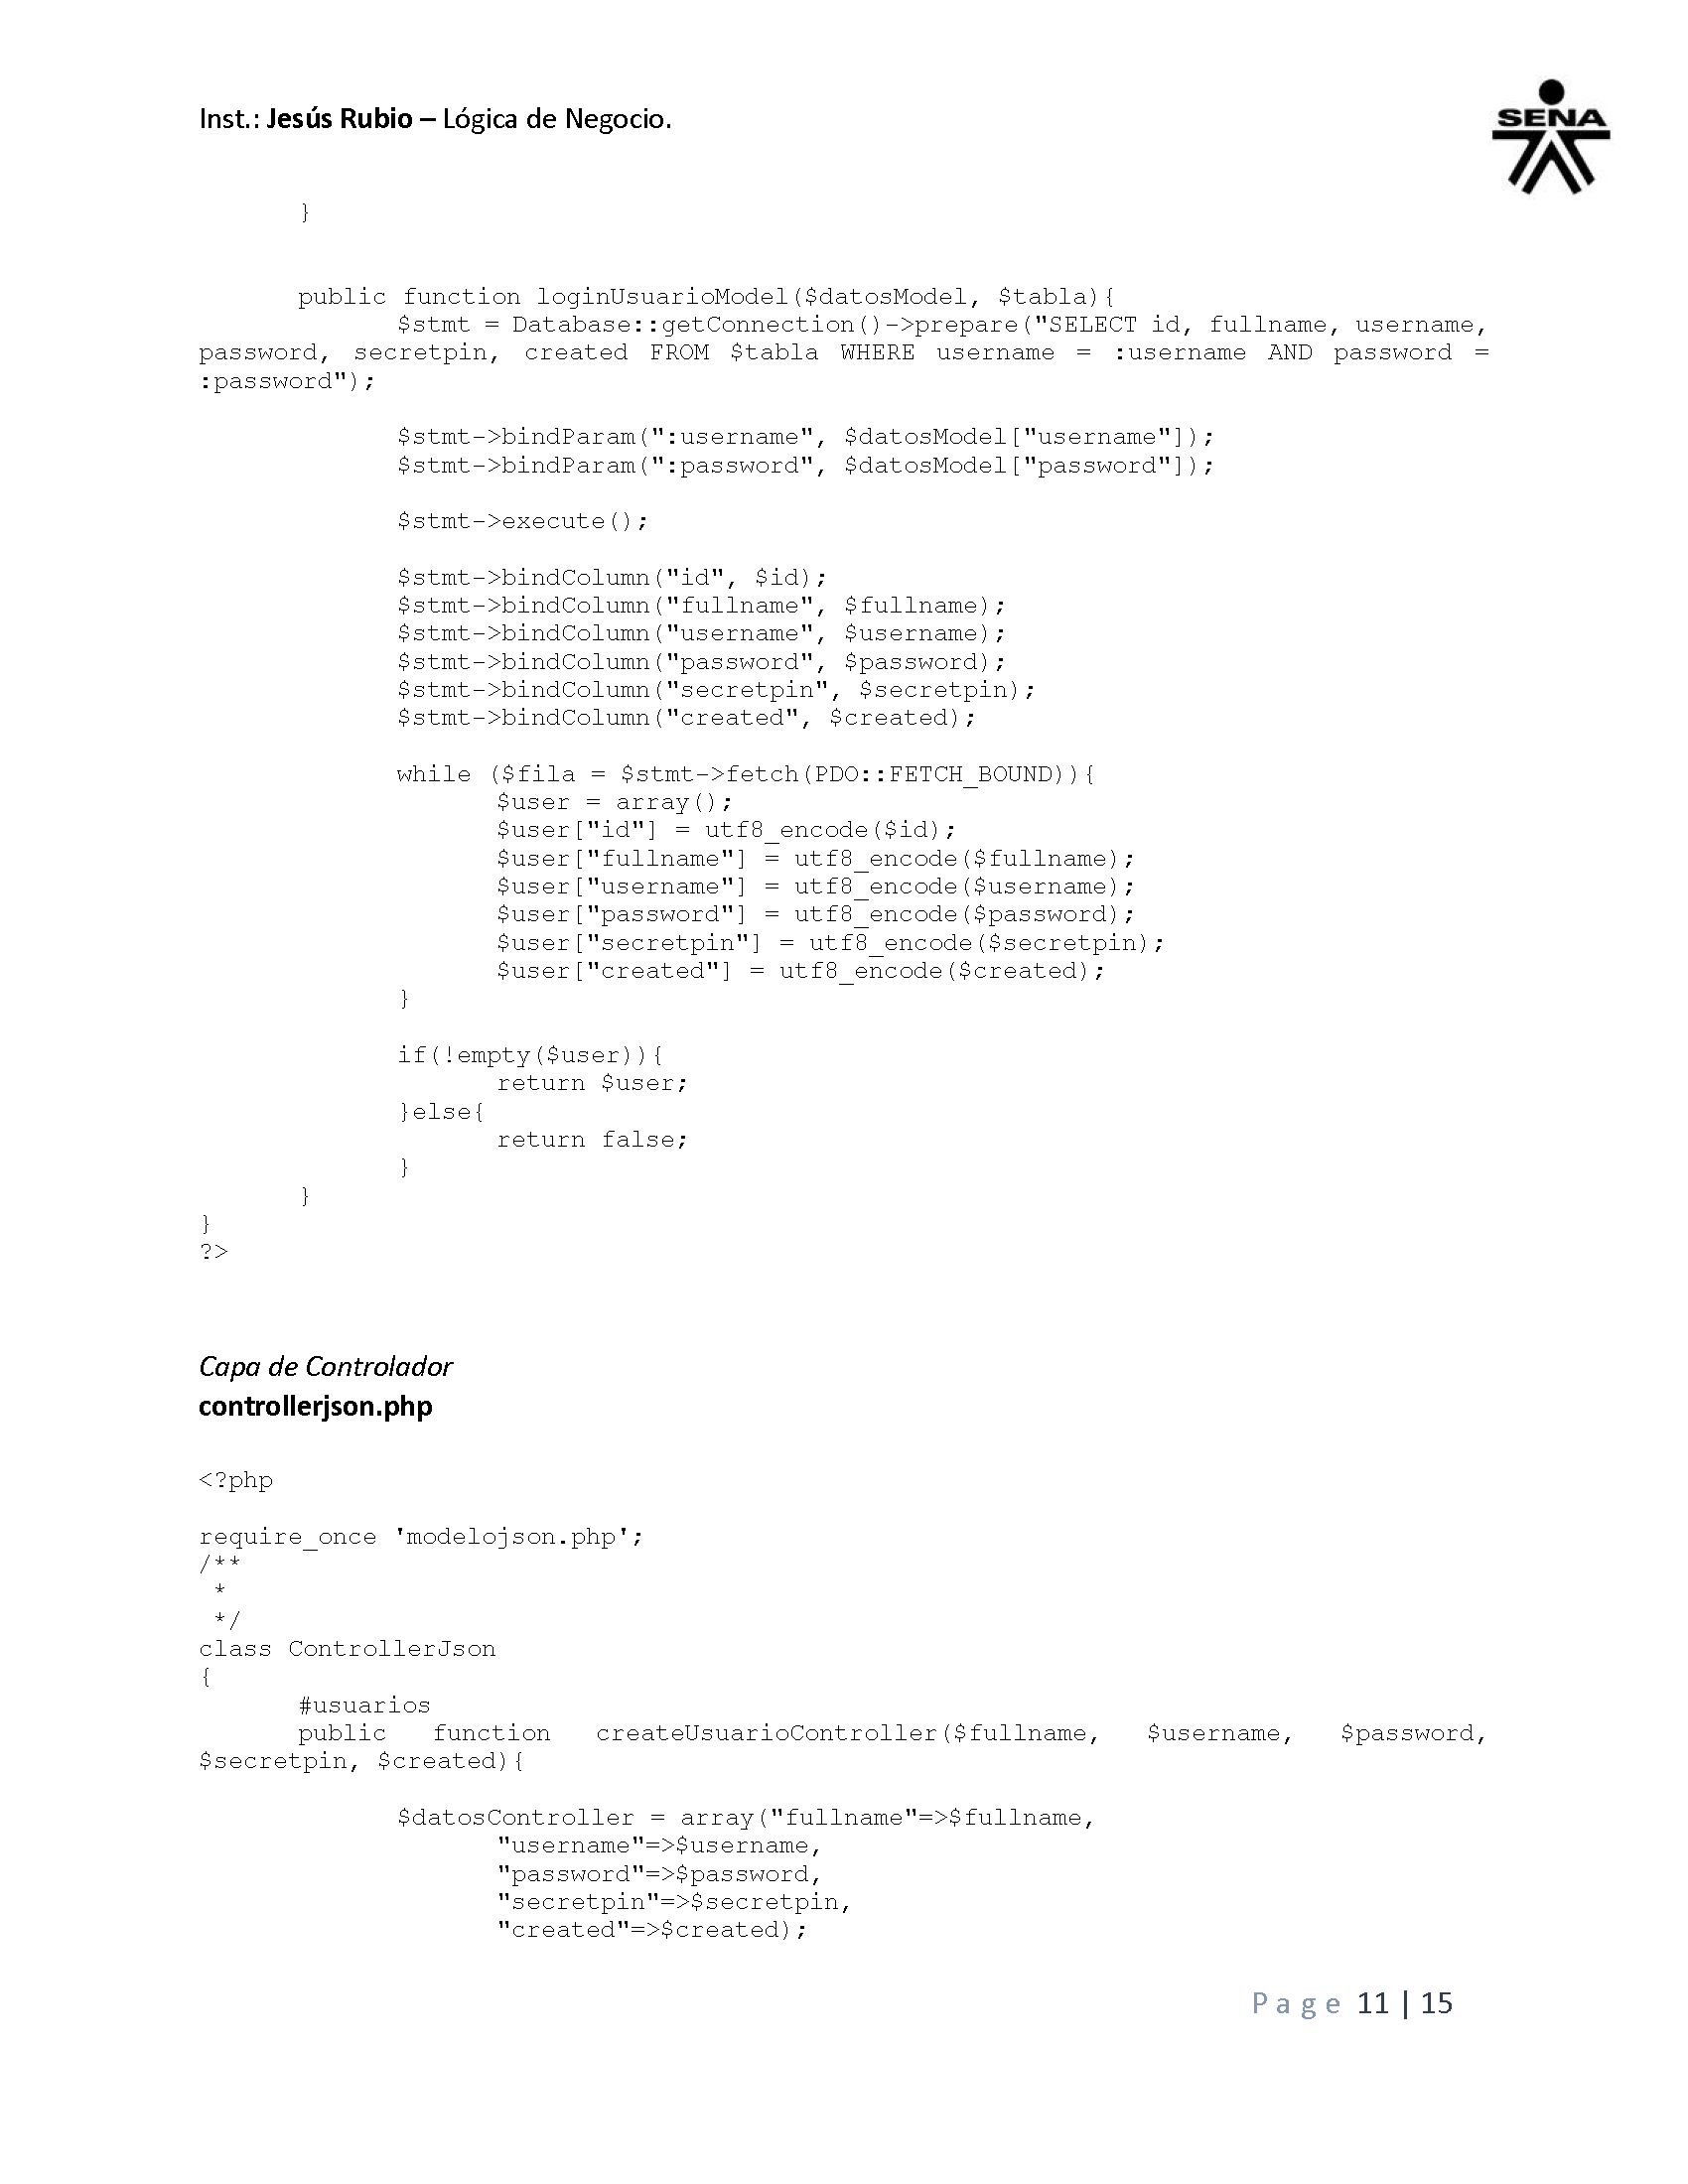 Inst.: Jesús Rubio – Lógica de Negocio.
SENA
}
public function loginUsuarioModel($datosModel, $tabla){
$stmt = Database::getConnection()->prepare("SELECT id, fullname, username,
password, secretpin, created FROM $tabla WHERE username = :username AND password =
:password");
$stmt->bindParam(":username", $datosModel["username"]);
$stmt->bindParam(":password", $datosModel["password"]);
$stmt->execute();
$stmt->bindColumn("id", $id);
$stmt->bindColumn("fullname", $fullname);
$stmt->bindColumn("username", $username);
$stmt->bindColumn("password", $password);
$stmt->bindColumn("secretpin", $secretpin);
$stmt->bindColumn("created", $created);
while ($fila = $stmt->fetch(PDO::FETCH_BOUND)){
$user = array();
$user["id"] = utf8_encode($id);
$user["fullname"] = utf8_encode($fullname);
$user["username"] = utf8_encode($username);
$user["password"] = utf8_encode($password);
$user["secretpin"] = utf8_encode($secretpin);
$user["created"] = utf8_encode($created);
}
if(!empty($user)){
return $user;
}else{
return false;
}
}
}
?>
Capa de Controlador
controllerjson.php
<?php
require_once 'modelojson.php';
/**
*
*/
class ControllerJson
{
#usuarios
public function createUsuarioController($fullname, $username, $password,
$secretpin, $created){
$datosController = array("fullname"=>$fullname,
"username"=>$username,
"password"=>$password,
"secretpin"=>$secretpin,
"created"=>$created);
Page 11 | 15